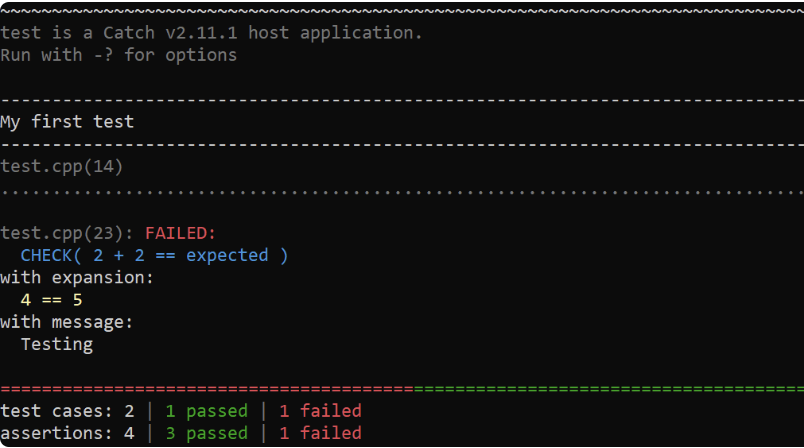 ~~~~~~~~~~~~~~~~~~~~~~~~~~~~~~~~~~~~~~~~~~~~~~~~~~~~~~~~~~~~~~~~~~~~~~~~~~~~~~
test is a Catch v2.11.1 host application.
Run with -? for options

------------------------------------------------------------------------------
My first test
------------------------------------------------------------------------------
test.cpp(14)
..............................................................................

test.cpp(23): FAILED:
  CHECK( 2 + 2 == expected )
with expansion:
  4 == 5
with message:
  Testing

==============================================================================
test cases: 2 | 1 passed | 1 failed
assertions: 4 | 3 passed | 1 failed